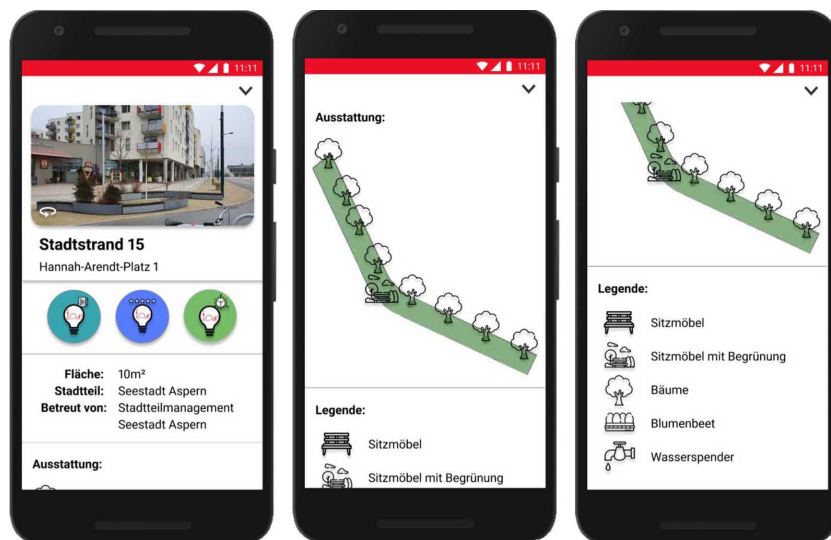 11:11
Stadtstrand 15
Hannah-Arendt-Platz 1
Fläche: 10m²
Stadtteil: Seestadt Aspern
Betreut von: Stadtteilmanagement
Seestadt Aspern
Ausstattung:
11:11
Ausstattung:
Legende:
Sitzmöbel
Sitzmöbel mit Begrünung
11:11
Legende:
Sitzmöbel
Sitzmöbel mit Begrünung
Bäume
Blumenbeet
Wasserspender